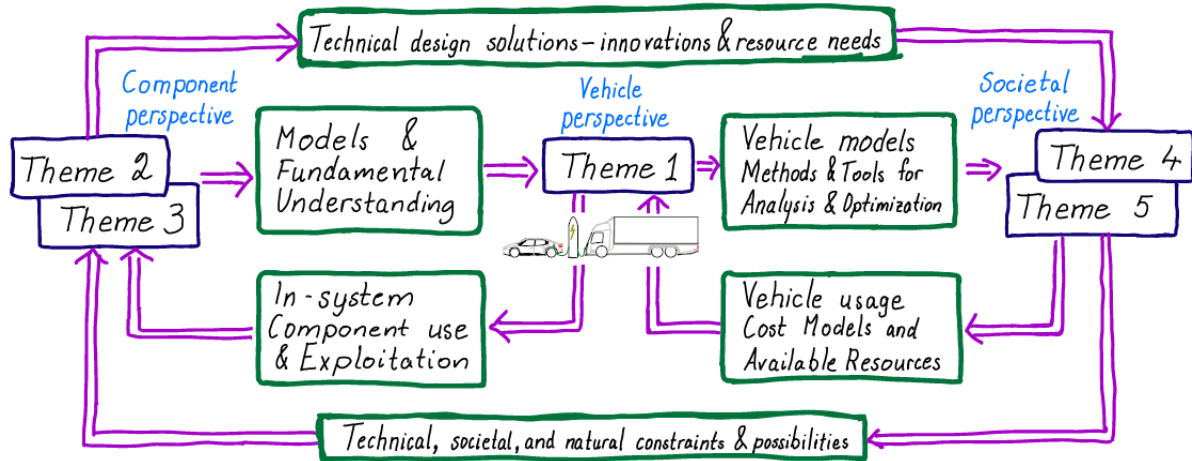 Technical design solutions – innovations & resource needs
Component
perspective
Vehicle
perspective
Societal
perspective
Theme 2
Theme 3
Models &
Fundamental
Understanding
Theme 1
Vehicle models
Methods & Tools for
Analysis & Optimization
Theme 4
Theme 5
In-system
Component use
& Exploitation
Vehicle usage
Cost Models and
Available Resources
Technical, societal, and natural constraints & possibilities